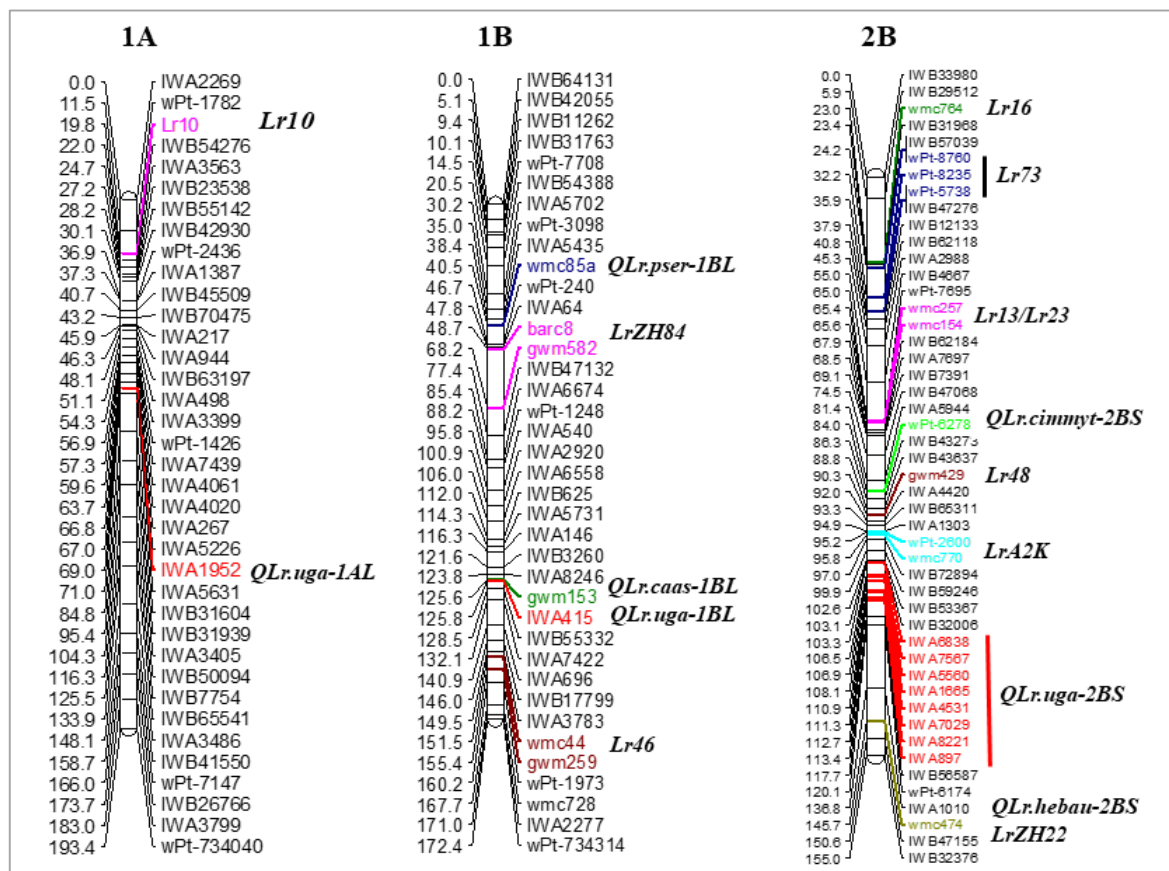 1A
0.0 IWA2269
11.5 wPt-1782
19.8 Lr10 Lr10
22.0 IWB54276
24.7 IWA3563
27.2 IWB23538
28.2 IWB55142
30.1 IWB42930
36.9 wPt-2436
37.3 IWA1387
40.7 IWB45509
43.2 IWB70475
45.9 IWA217
46.3 IWA944
48.1 IWB63197
51.1 IWA498
54.3 IWA3399
56.9 wPt-1426
57.3 IWA7439
59.6 IWA4061
63.7 IWA4020
66.8 IWA267
67.0 IWA5226
69.0 IWA1952 QLr.uga-1AL
71.0 IWA5631
84.8 IWB31604
95.4 IWB31939
104.3 IWA3405
116.3 IWB50094
125.5 IWB7754
133.9 IWB65541
148.1 IWA3486
158.7 IWB41550
166.0 wPt-7147
173.7 IWB26766
183.0 IWA3799
193.4 wPt-734040
1B
0.0 IWB64131
5.1 IWB42055
9.4 IWB11262
10.1 IWB31763
14.5 wPt-7708
20.5 IWB54388
30.2 IWA5702
35.0 wPt-3098
38.4 IWA5435
40.5 wmc85a QLr.pser-1BL
46.7 wPt-240
47.8 IWA64
48.7 barc8 LrZH84
68.2 gwm582
77.4 IWB47132
85.4 IWA6674
88.2 wPt-1248
95.8 IWA540
100.9 IWA2920
106.0 IWA6558
112.0 IWB625
114.3 IWA5731
116.3 IWA146
121.6 IWB3260
123.8 IWA8246 QLr.caas-1BL
125.6 gwm153
125.8 IWA415 QLr.uga-1BL
128.5 IWB55332
132.1 IWA7422
140.9 IWA696
146.0 IWB17799
149.5 IWA3783
151.5 wmc44 Lr46
155.4 gwm259
160.2 wPt-1973
167.7 wmc728
171.0 IWA2277
172.4 wPt-734314
2B
0.0 IWB33980
5.9 IWB29512
23.0 wmc764 Lr16
23.4 IWB31968
IWB57039
24.2 wPt-8760
32.2 wPt-8235 Lr73
wPt-5738
35.9 IWB47276
37.9 IWB12133
40.8 IWB62118
45.3 IWA2988
55.0 IWB4667
65.0 wPt-7695
65.4 wmc257 Lr13/Lr23
65.6 wmc154
67.9 IWB62184
68.5 IWA7697
69.1 IWB7391
74.5 IWB47068
81.4 IWA5944
84.0 wPt-6278 QLr.cimmyt-2BS
86.3 IWB43273
88.8 IWB43637
90.3 gwm429 Lr48
92.0 IWA4420
93.3 IWB65311
94.9 IWA1303
95.2 wPt-2600 LrA2K
95.8 wmc770
97.0 IWB72894
99.9 IWB59246
102.6 IWB53367
103.1 IWB32006
103.3 IWA6838
106.5 IWA7567
106.9 IWA5560
108.1 IWA1665 QLr.uga-2BS
110.9 IWA4531
111.3 IWA7029
112.7 IWA8221
113.4 IWA897
117.7 IWB56587
120.1 wPt-6174
136.8 IWA1010 QLr.hebau-2BS
145.7 wmc474 LrZH22
150.6 IWB47155
155.0 IWB32376